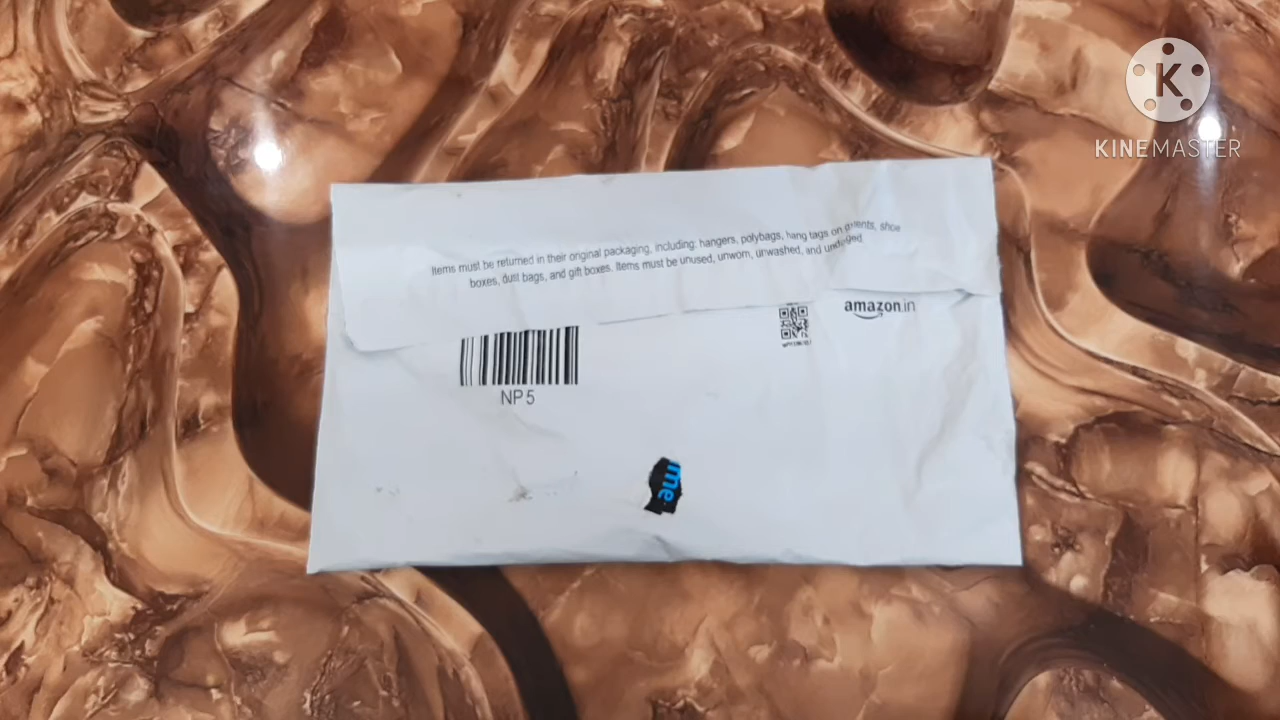 K
KINEMASTER
Items must be returned in their original packaging, including: hangers, polybags, hang tags on shoe
boxes, dust bags, and gift boxes. Items must be unused, unworn, unwashed, and
amazon.in
NP 5
me